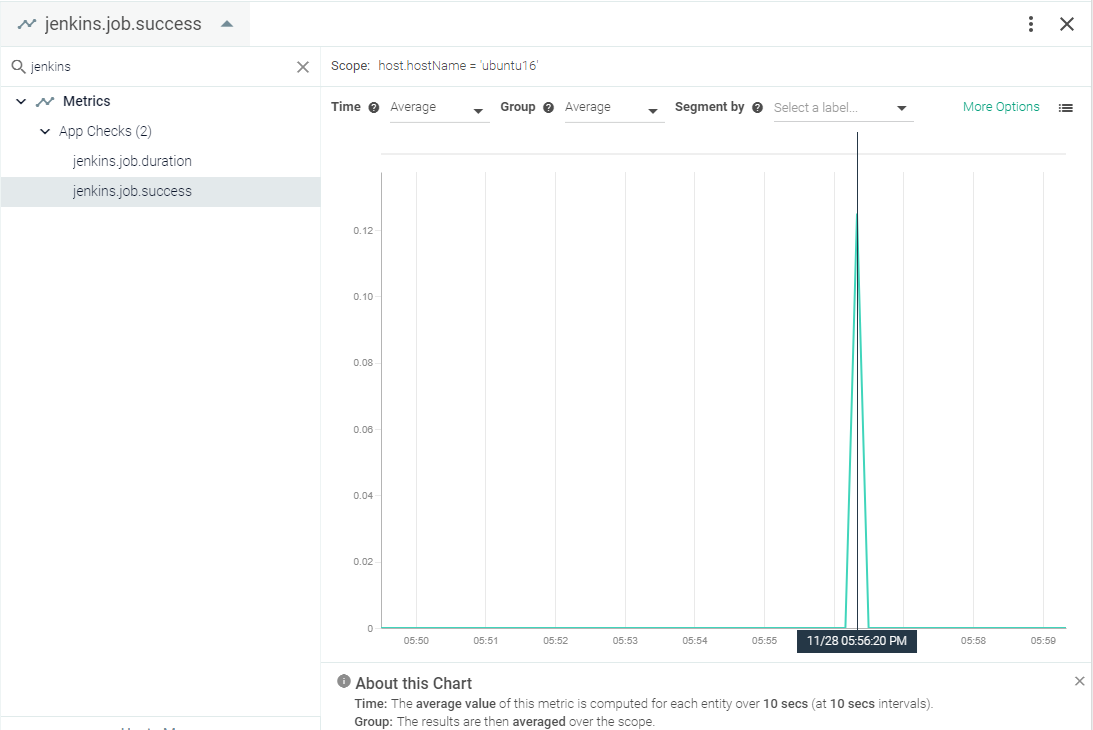 jenkins.job.success
jenkins
Scope: host.hostName = 'ubuntu16'
Metrics
App Checks (2)
jenkins.job.duration
jenkins.job.success
Time Average Group Average Segment by Select a label... More Options
0.12
0.10
0.08
0.06
0.04
0.02
0
05:50 05:51 05:52 05:53 05:54 05:55 11/28 05:56:20 PM 05:58 05:59
About this Chart
Time: The average value of this metric is computed for each entity over 10 secs (at 10 secs intervals).
Group: The results are then averaged over the scope.